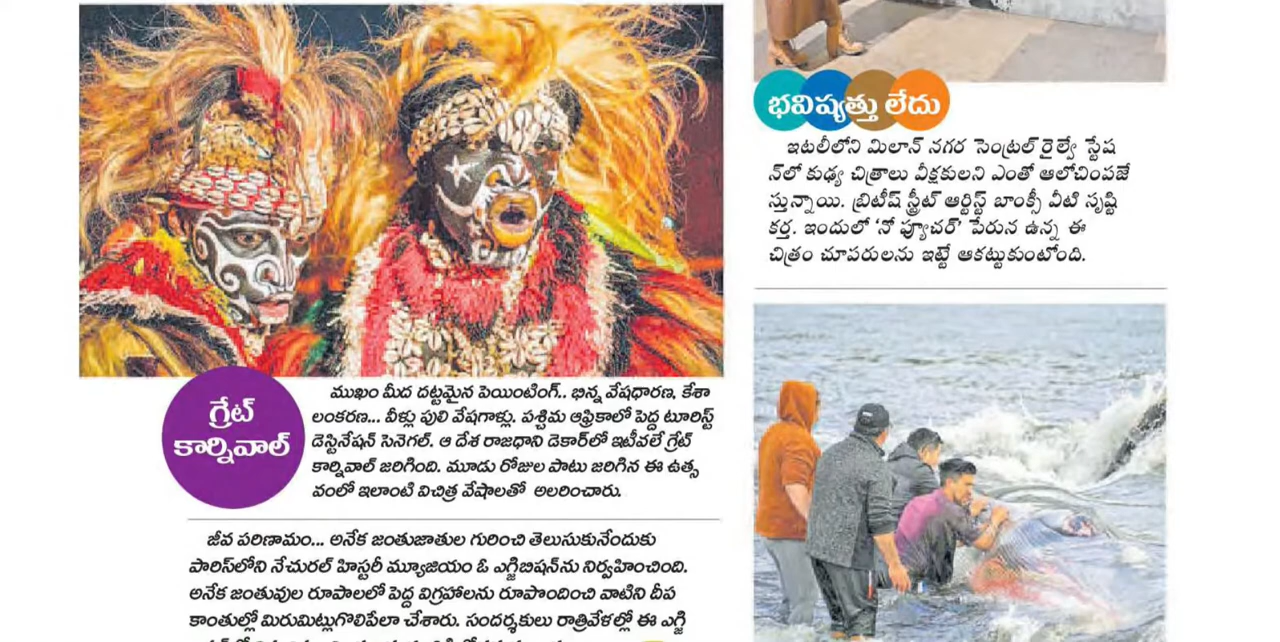 గ్రేట్
కార్నివాల్
ముఖం మీద దట్టమైన పెయింటింగ్.. భిన్న వేషధారణ, కేశా
లంకరణ... వీళ్లు పులి వేషగాళ్లు. పశ్చిమ ఆఫ్రికాలో పెద్ద టూరిస్ట్
డెస్టినేషన్ సెనెగల్. ఆ దేశ రాజధాని డెకార్‌లో ఇటీవలే గ్రేట్
కార్నివాల్ జరిగింది. మూడు రోజుల పాటు జరిగిన ఈ ఉత్స
వంలో ఇలాంటి విచిత్ర వేషాలతో అలరించారు.
జీవ పరిణామం... అనేక జంతుజాతుల గురించి తెలుసుకునేందుకు
పారిస్‌లోని నేచురల్ హిస్టరీ మ్యూజియం ఓ ఎగ్జిబిషన్‌ను నిర్వహించింది.
అనేక జంతువుల రూపాలలో పెద్ద విగ్రహాలను రూపొందించి వాటిని దీప
కాంతుల్లో మిరుమిట్లుగొలిపేలా చేశారు. సందర్శకులు రాత్రివేళల్లో ఈ ఎగ్జి
భవిష్యత్తు లేదు
ఇటలీలోని మిలాన్ నగర సెంట్రల్ రైల్వే స్టేష
న్‌లో కుఢ్య చిత్రాలు వీక్షకులని ఎంతో ఆలోచింపజే
స్తున్నాయి. బ్రిటీష్ స్ట్రీట్ ఆర్టిస్ట్ బాంక్సీ వీటి సృష్టి
కర్త. ఇందులో ‘నో ఫ్యూచర్’ పేరున ఉన్న ఈ
చిత్రం చూపరులను ఇట్టే ఆకట్టుకుంటోంది.